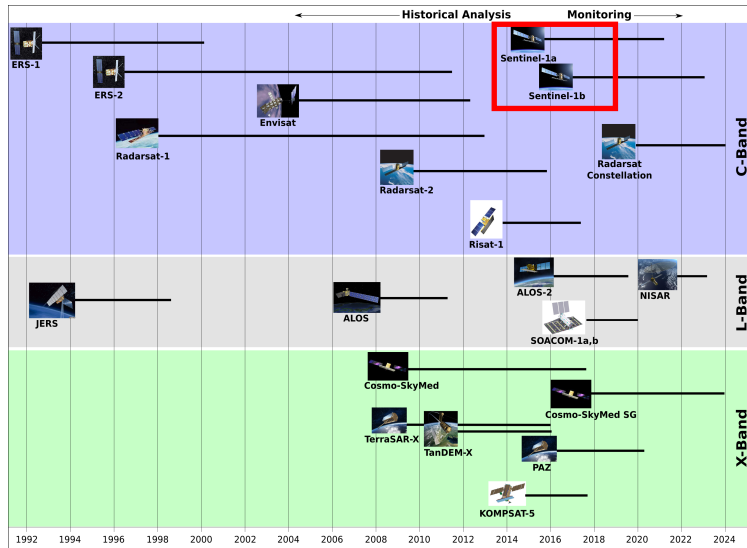 Historical Analysis Monitoring
ERS-1
Sentinel-1a
ERS-2
Sentinel-1b
Envisat
Radarsat-1
Radarsat
Constellation
Radarsat-2
Risat-1
C-Band
ALOS-2
NISAR
JERS
ALOS
SOACOM-1a,b
L-Band
Cosmo-SkyMed
Cosmo-SkyMed SG
TerraSAR-X
TanDEM-X
PAZ
KOMPSAT-5
X-Band
1992 1994 1996 1998 2000 2002 2004 2006 2008 2010 2012 2014 2016 2018 2020 2022 2024